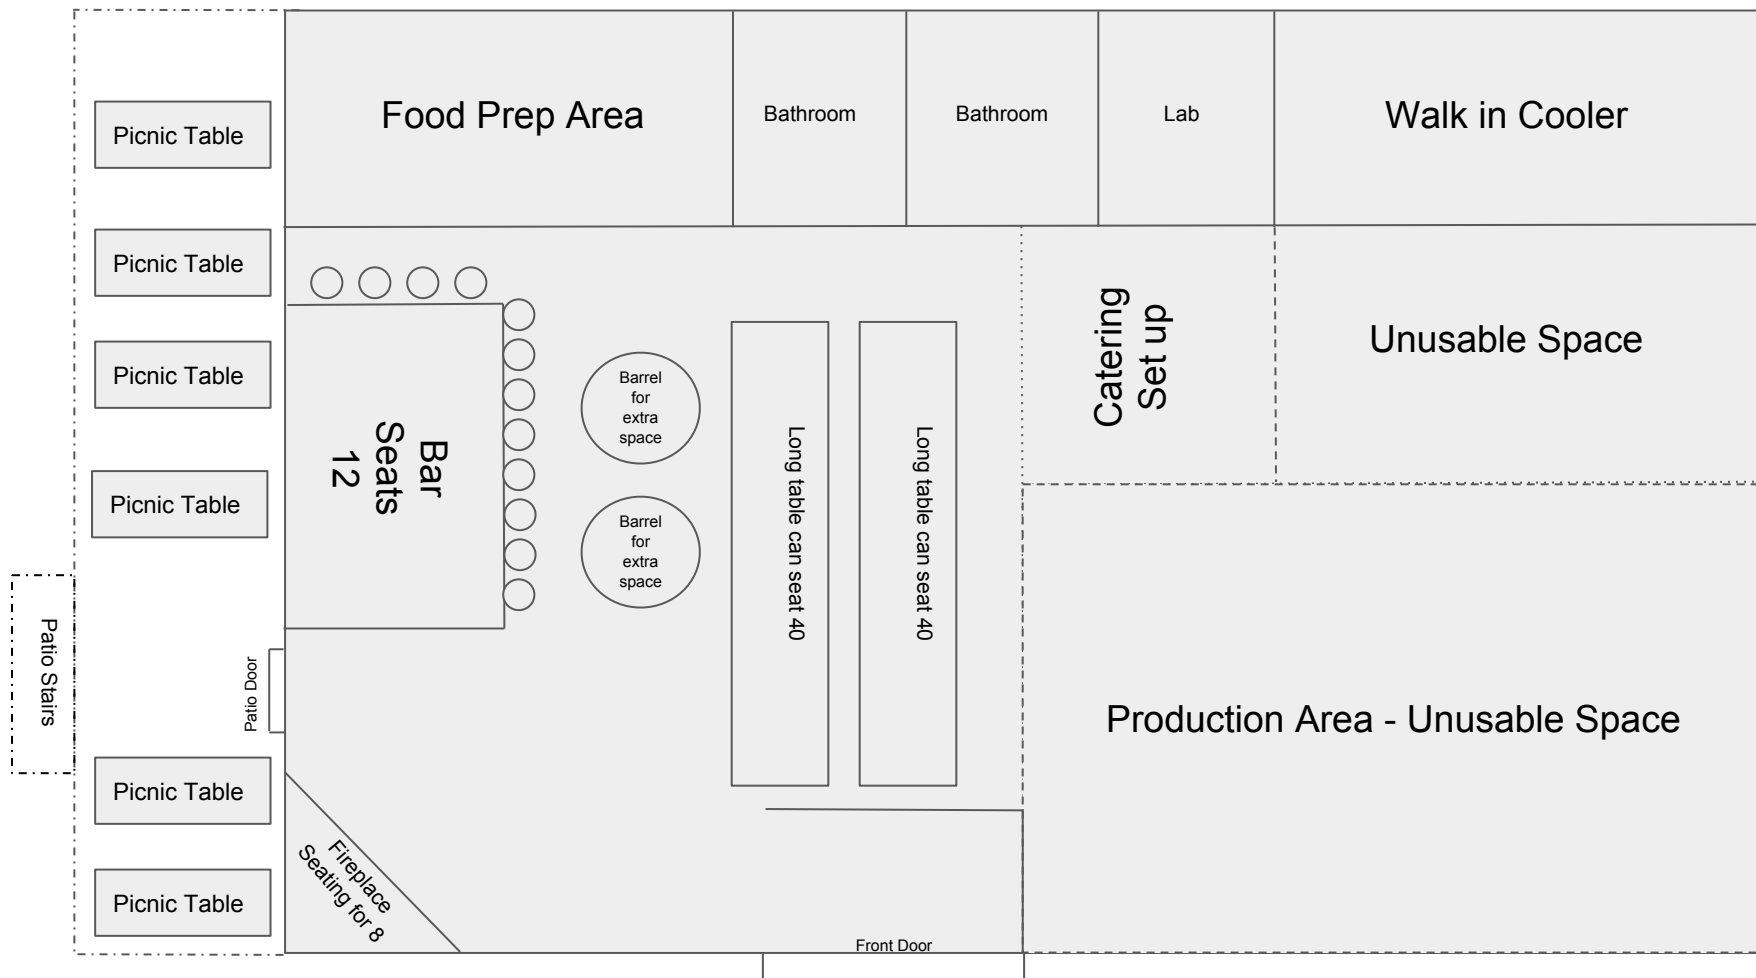 Food Prep Area
Bathroom
Bathroom
Lab
Walk in Cooler
Picnic Table
Picnic Table
Picnic Table
Picnic Table
Picnic Table
Picnic Table
Patio Stairs
Patio Door
Bar
Seats
12
Barrel
for
extra
space
Barrel
for
extra
space
Long table can seat 40
Long table can seat 40
Catering
Set up
Unusable Space
Production Area - Unusable Space
Fireplace
Seating for 8
Front Door